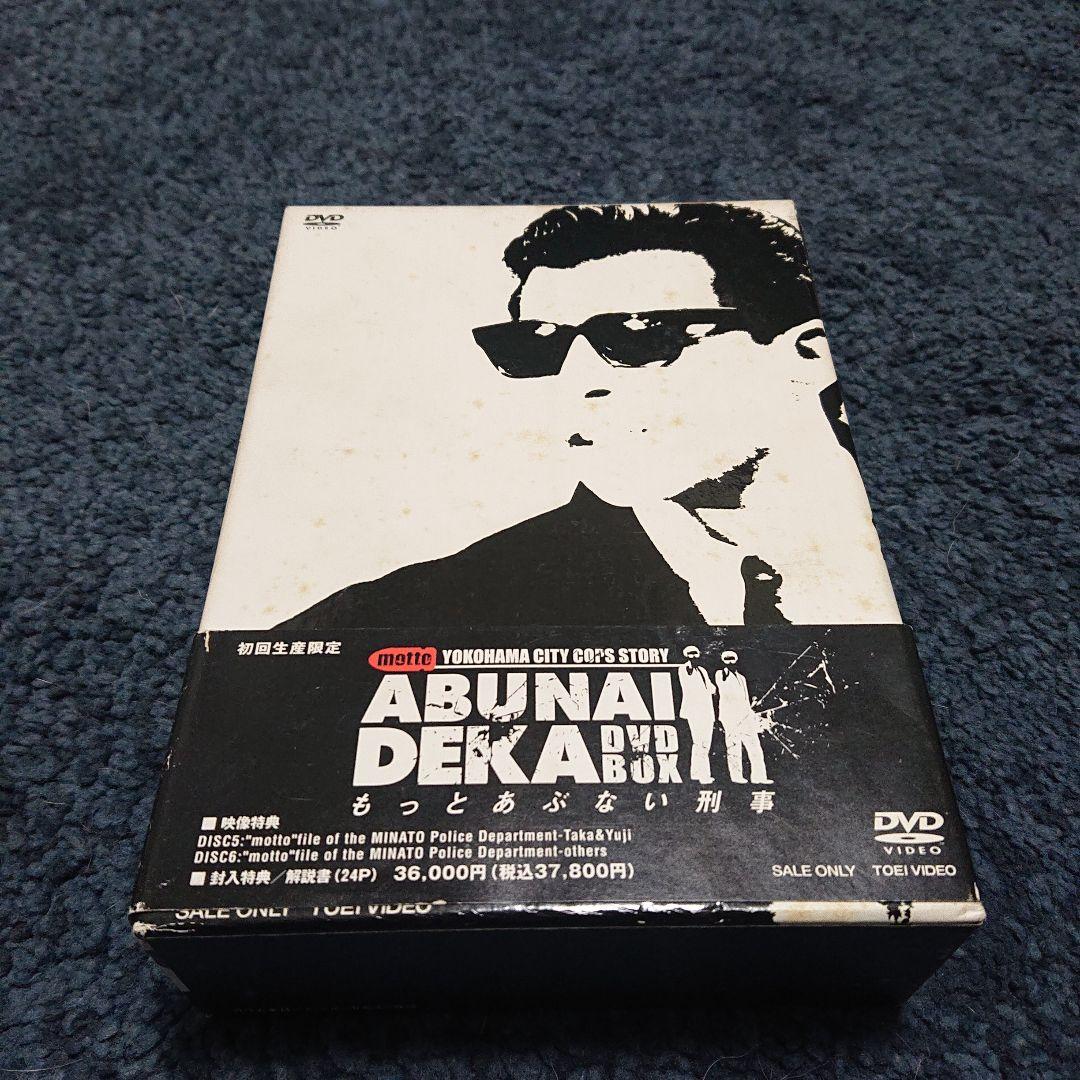 DVD
VIDEO
初回生産限定
motto YOKOHAMA CITY COPS STORY
ABUNAI
DEKA DVD BOX
もっとあぶない刑事
■ 映像特典
DISC5:"motto"file of the MINATO Police Department-Taka&Yuji
DISC6:"motto"file of the MINATO Police Department-others
■ 封入特典/解説書(24P) 36,000円(税込37,800円)
DVD
VIDEO
SALE ONLY TOEI VIDEO
SALE ONLY TOEI VIDEO